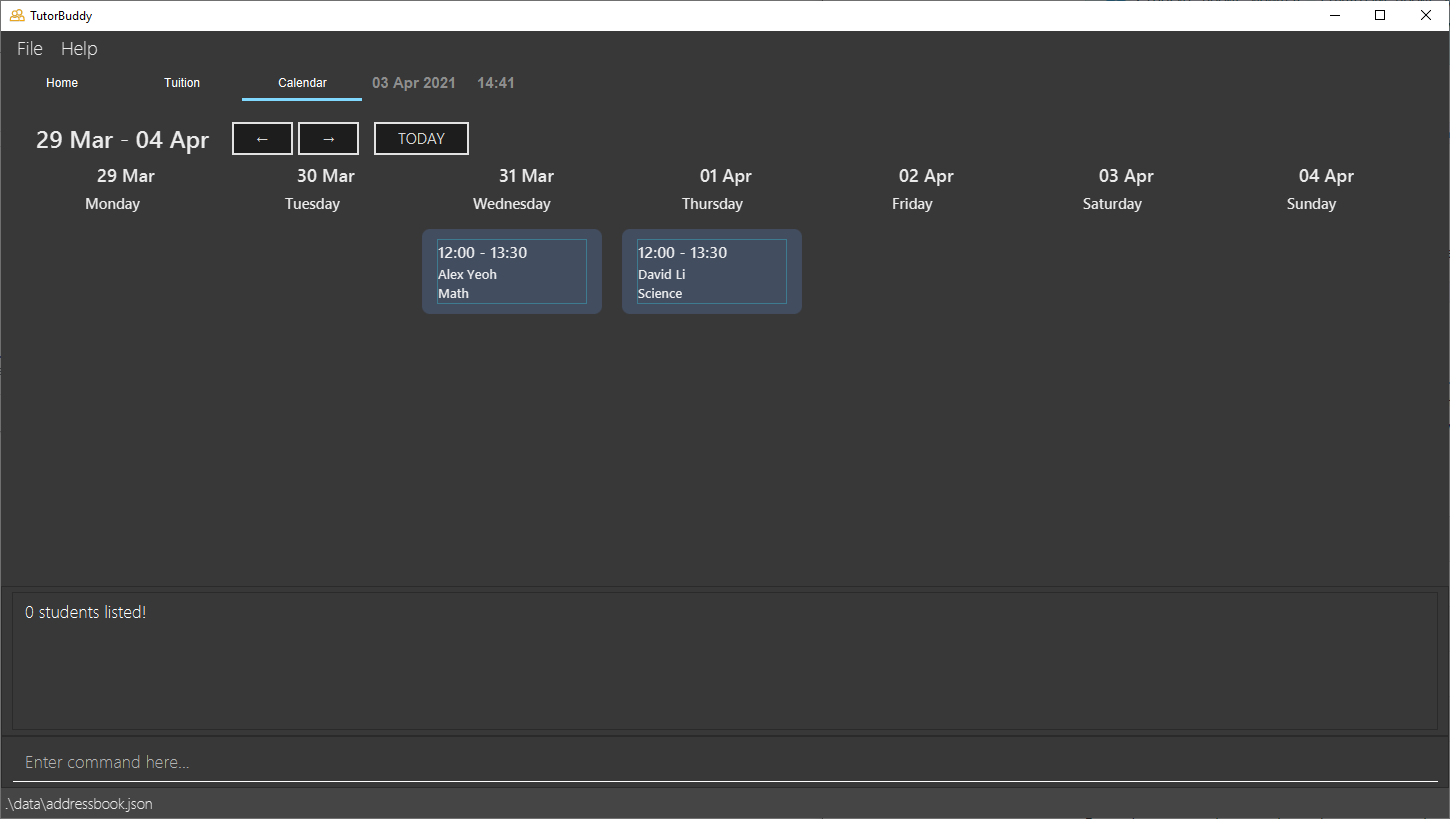 TutorBuddy
File Help
Home Tuition Calendar 03 Apr 2021 14:41
29 Mar - 04 Apr ← → TODAY
29 Mar 30 Mar 31 Mar 01 Apr 02 Apr 03 Apr 04 Apr
Monday Tuesday Wednesday Thursday Friday Saturday Sunday
12:00 - 13:30 12:00 - 13:30
Alex Yeoh David Li
Math Science
0 students listed!
Enter command here...
.\data\addressbook.json